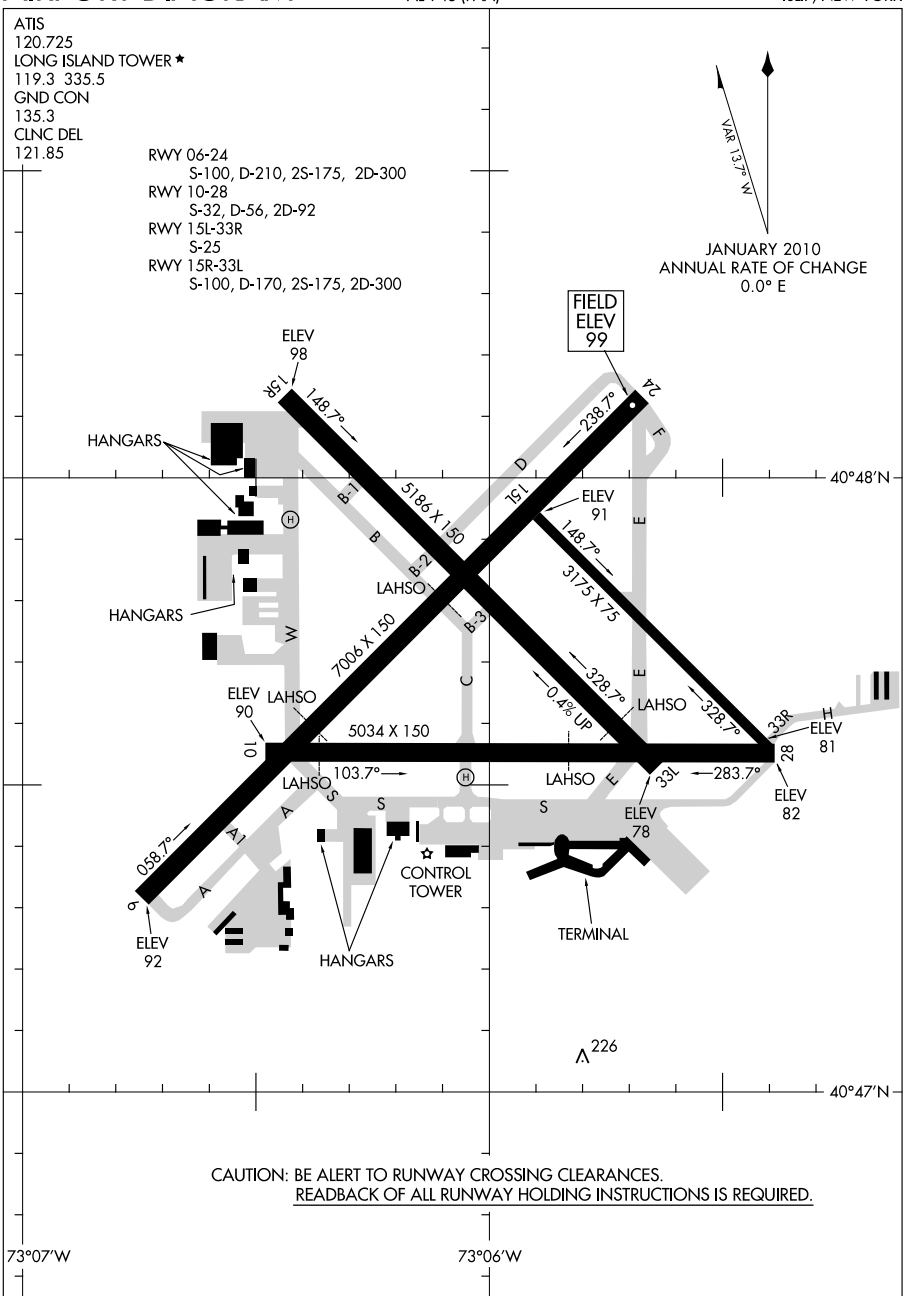 ATIS
120.725
LONG ISLAND TOWER ★
119.3 335.5
GND CON
135.3
CLNC DEL
121.85
RWY 06-24
S-100, D-210, 2S-175, 2D-300
RWY 10-28
S-32, D-56, 2D-92
RWY 15L-33R
S-25
RWY 15R-33L
S-100, D-170, 2S-175, 2D-300
VAR 13.7° W
JANUARY 2010
ANNUAL RATE OF CHANGE
0.0° E
FIELD
ELEV
99
ELEV
98
15R
148.7°
24
238.7°
F
HANGARS
D
40°48'N
B-1
5186 X 150
15L
ELEV
91
H
B
E
148.7°
B-2
3175 X 75
LAHSO
HANGARS
B-3
W
7006 X 150
C
E
328.7°
0.4% UP
LAHSO
328.7°
33R
H
ELEV
90
LAHSO
5034 X 150
ELEV
81
10
28
103.7°
H
LAHSO
LAHSO
33L
283.7°
S
S
E
S
ELEV
82
ELEV
78
A
A1
058.7°
A
6
CONTROL
TOWER
ELEV
92
TERMINAL
HANGARS
226
40°47'N
CAUTION: BE ALERT TO RUNWAY CROSSING CLEARANCES.
READBACK OF ALL RUNWAY HOLDING INSTRUCTIONS IS REQUIRED.
73°07'W
73°06'W